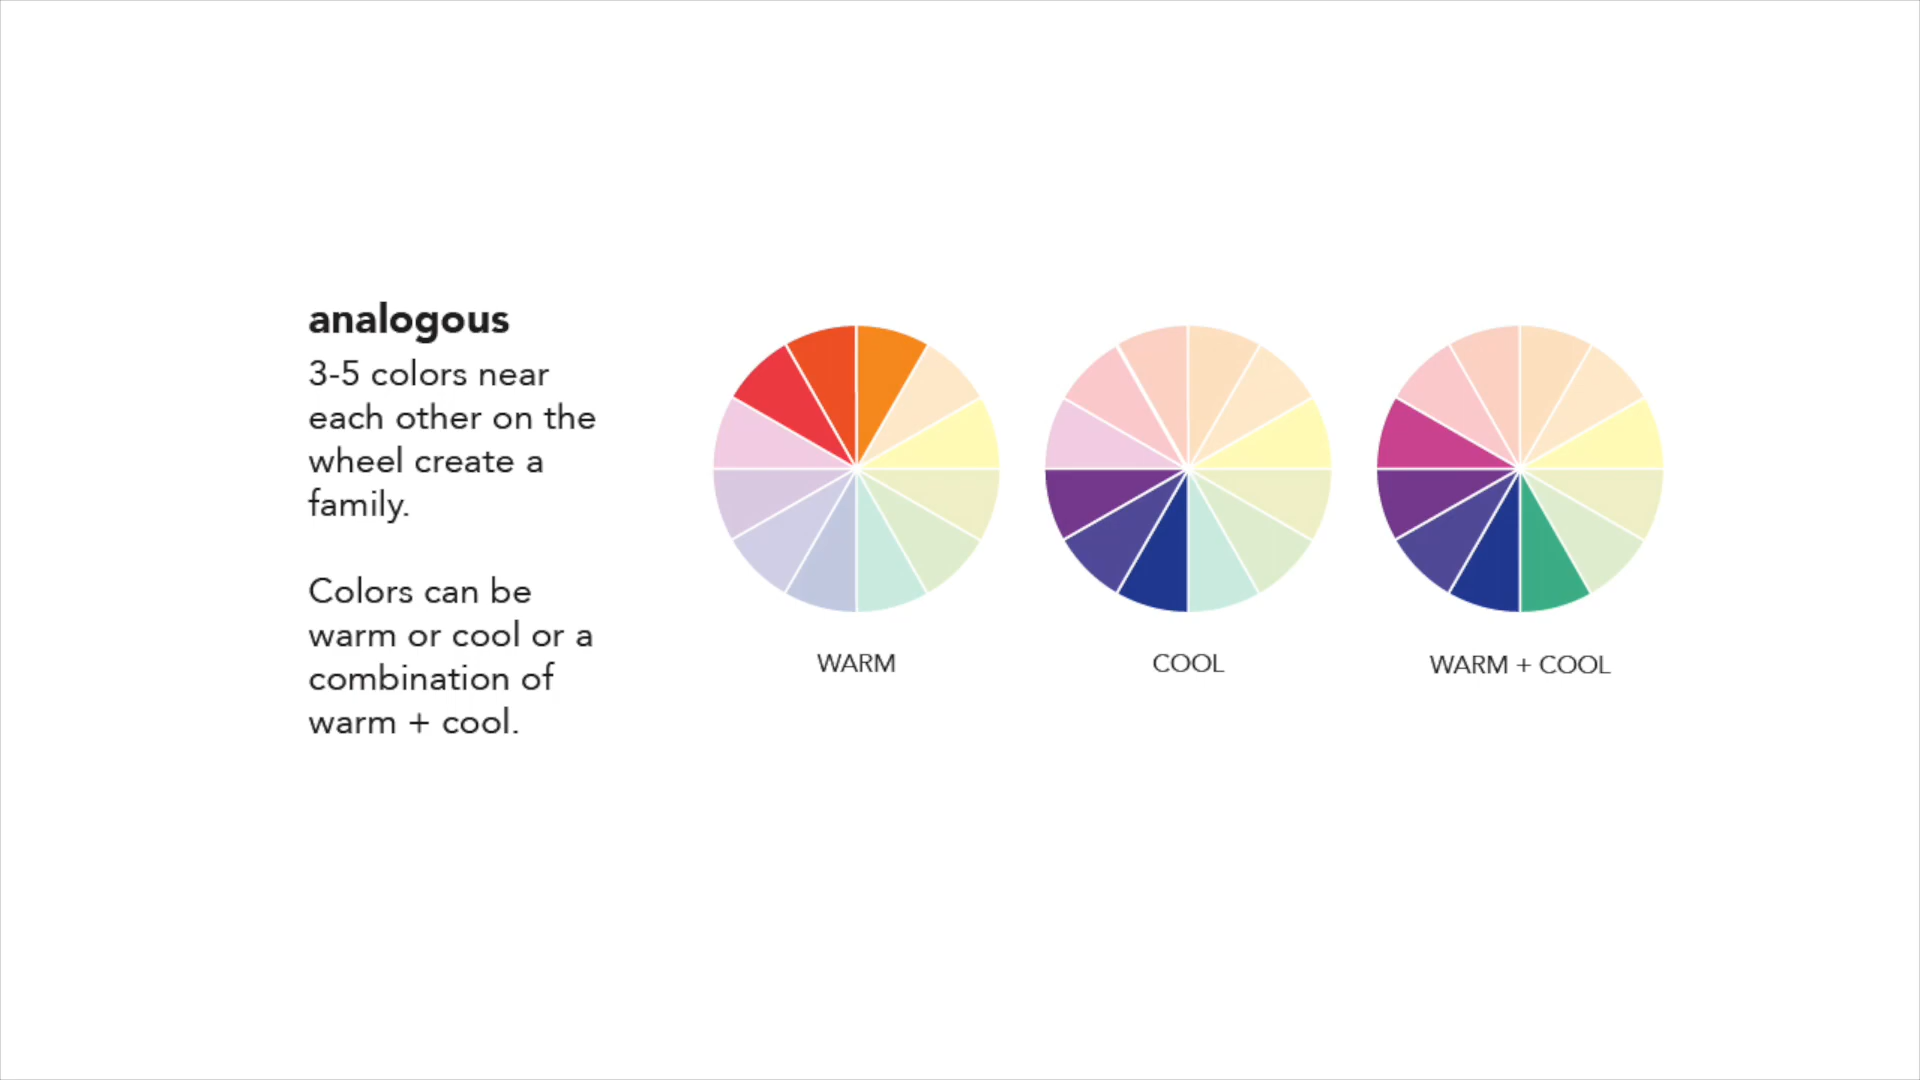 analogous
3-5 colors near
each other on the
wheel create a
family.
Colors can be
warm or cool or a
combination of
warm + cool.
WARM
COOL
WARM + COOL